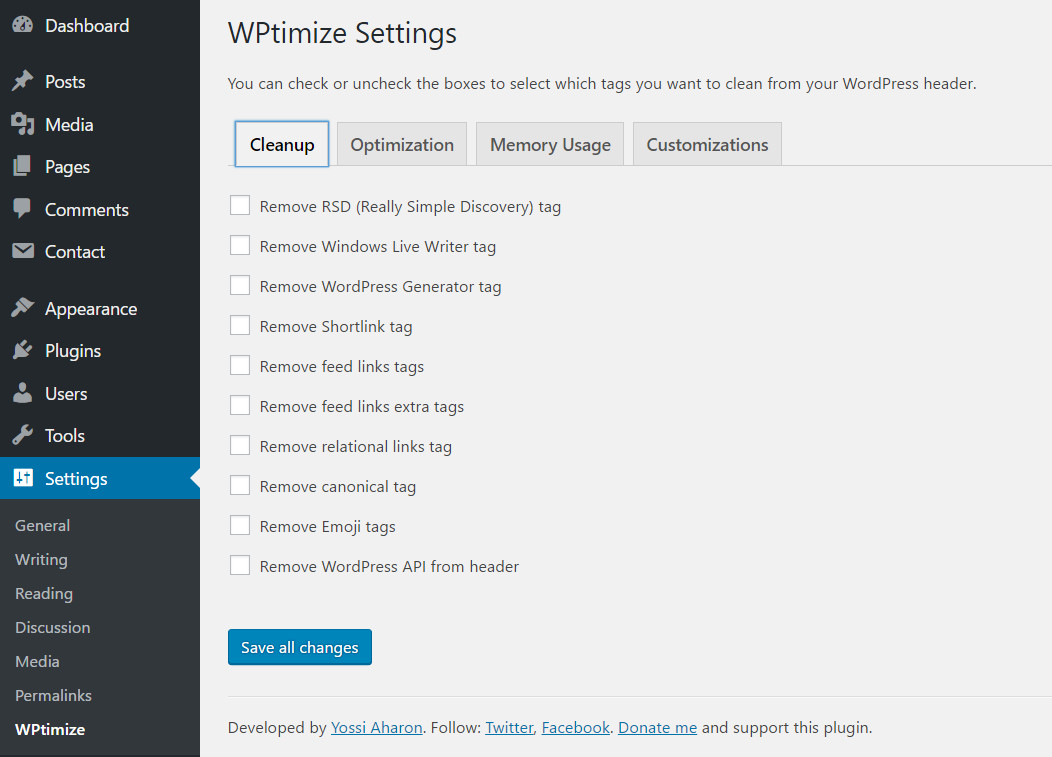 Dashboard
Posts
Media
Pages
Comments
Contact
Appearance
Plugins
Users
Tools
Settings
General
Writing
Reading
Discussion
Media
Permalinks
WPtimize
WPtimize Settings
You can check or uncheck the boxes to select which tags you want to clean from your WordPress header.
Cleanup Optimization Memory Usage Customizations
Remove RSD (Really Simple Discovery) tag
Remove Windows Live Writer tag
Remove WordPress Generator tag
Remove Shortlink tag
Remove feed links tags
Remove feed links extra tags
Remove relational links tag
Remove canonical tag
Remove Emoji tags
Remove WordPress API from header
Save all changes
Developed by Yossi Aharon. Follow: Twitter, Facebook. Donate me and support this plugin.